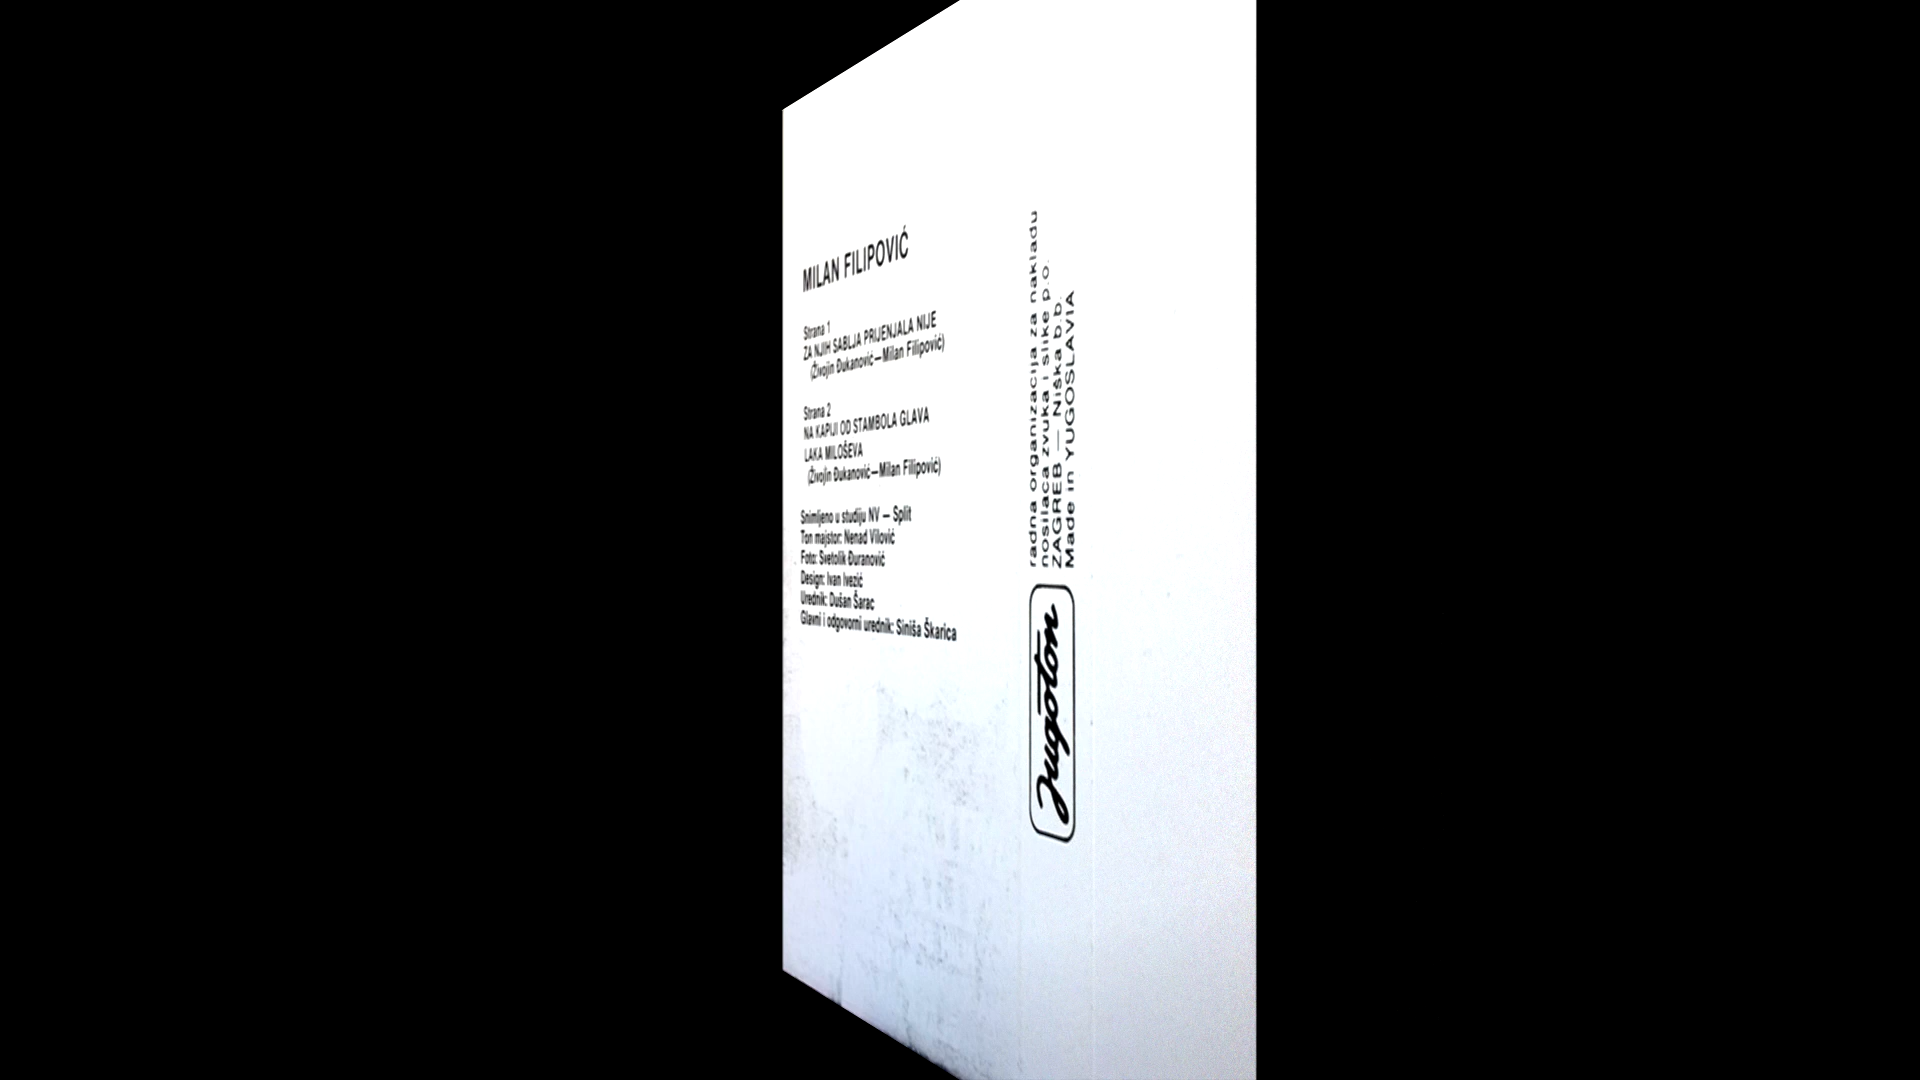 MILAN FILIPOVIĆ
Strana 1
ZA NJIH SABLJA PRIJENJALA NIJE
(Živojin Đukanović—Milan Filipović)
Strana 2
NA KAPIJI OD STAMBOLA GLAVA
LAKA MILOŠEVA
(Živojin Đukanović—Milan Filipović)
Snimljeno u studiju NV — Split
Ton majstor: Nenad Vilović
Foto: Svetolik Đuranović
Design: Ivan Ivezić
Urednik: Dušan Šarac
Glavni i odgovorni urednik: Siniša Škarica
Jugoton
radna organizacija za nakladu
nosilaca zvuka i slike p.o.
ZAGREB — Niška b.b.
Made in YUGOSLAVIA